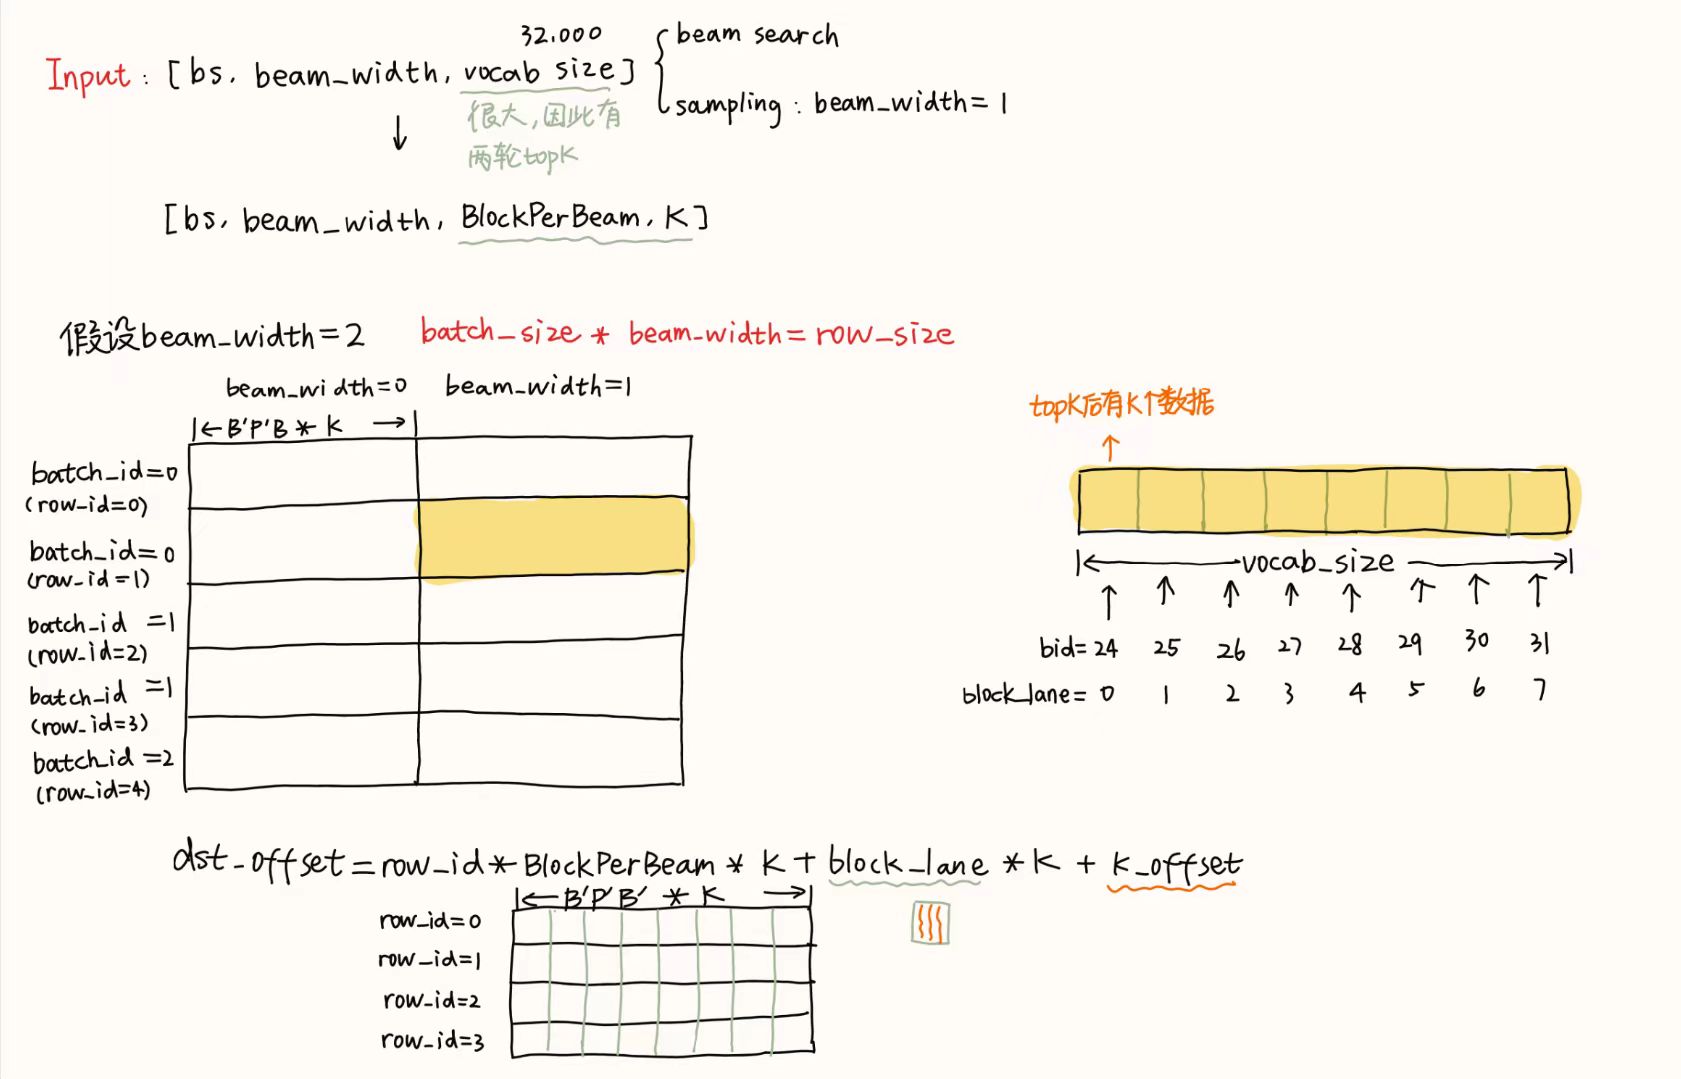 32.000
Input : [bs, beam_width, vocab size]
beam search
sampling : beam_width=1
很大,因此有
两轮topK
↓
[bs, beam_width, BlockPerBeam, K]
假设beam_width=2
batch_size * beam_width = row_size
beam_width=0
beam_width=1
|←B'P'B * K →|
batch_id=0
(row_id=0)
batch_id=0
(row_id=1)
batch_id =1
(row_id=2)
batch_id =1
(row_id=3)
batch_id =2
(row_id=4)
topK后有K个数据
↑
|← vocab_size →|
↑ ↑ ↑ ↑ ↑ ↑ ↑ ↑
bid= 24 25 26 27 28 29 30 31
block_lane= 0 1 2 3 4 5 6 7
dst_offset = row_id * BlockPerBeam * K + block_lane * K + K_offset
|← B'P'B' * K →|
row_id=0
row_id=1
row_id=2
row_id=3